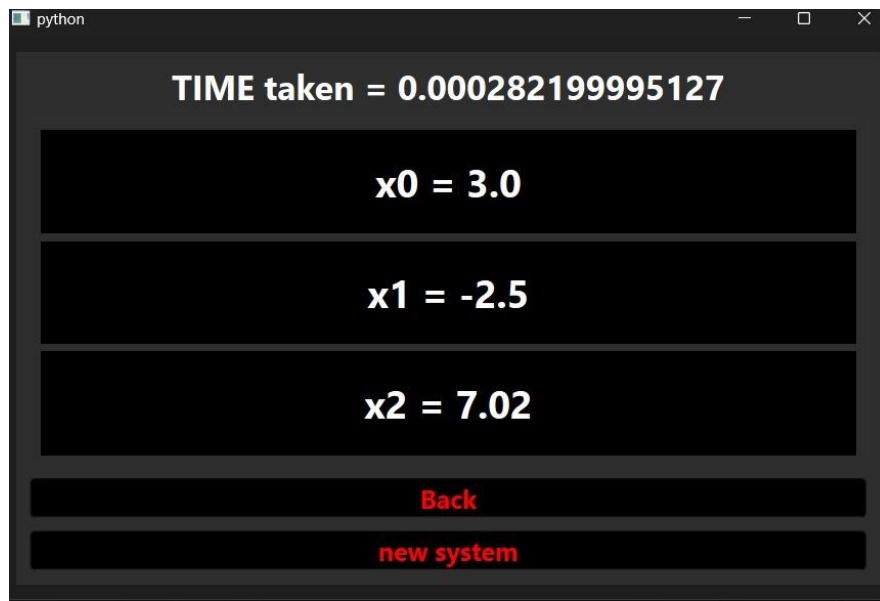 python
TIME taken = 0.000282199995127
x0 = 3.0
x1 = -2.5
x2 = 7.02
Back
new system